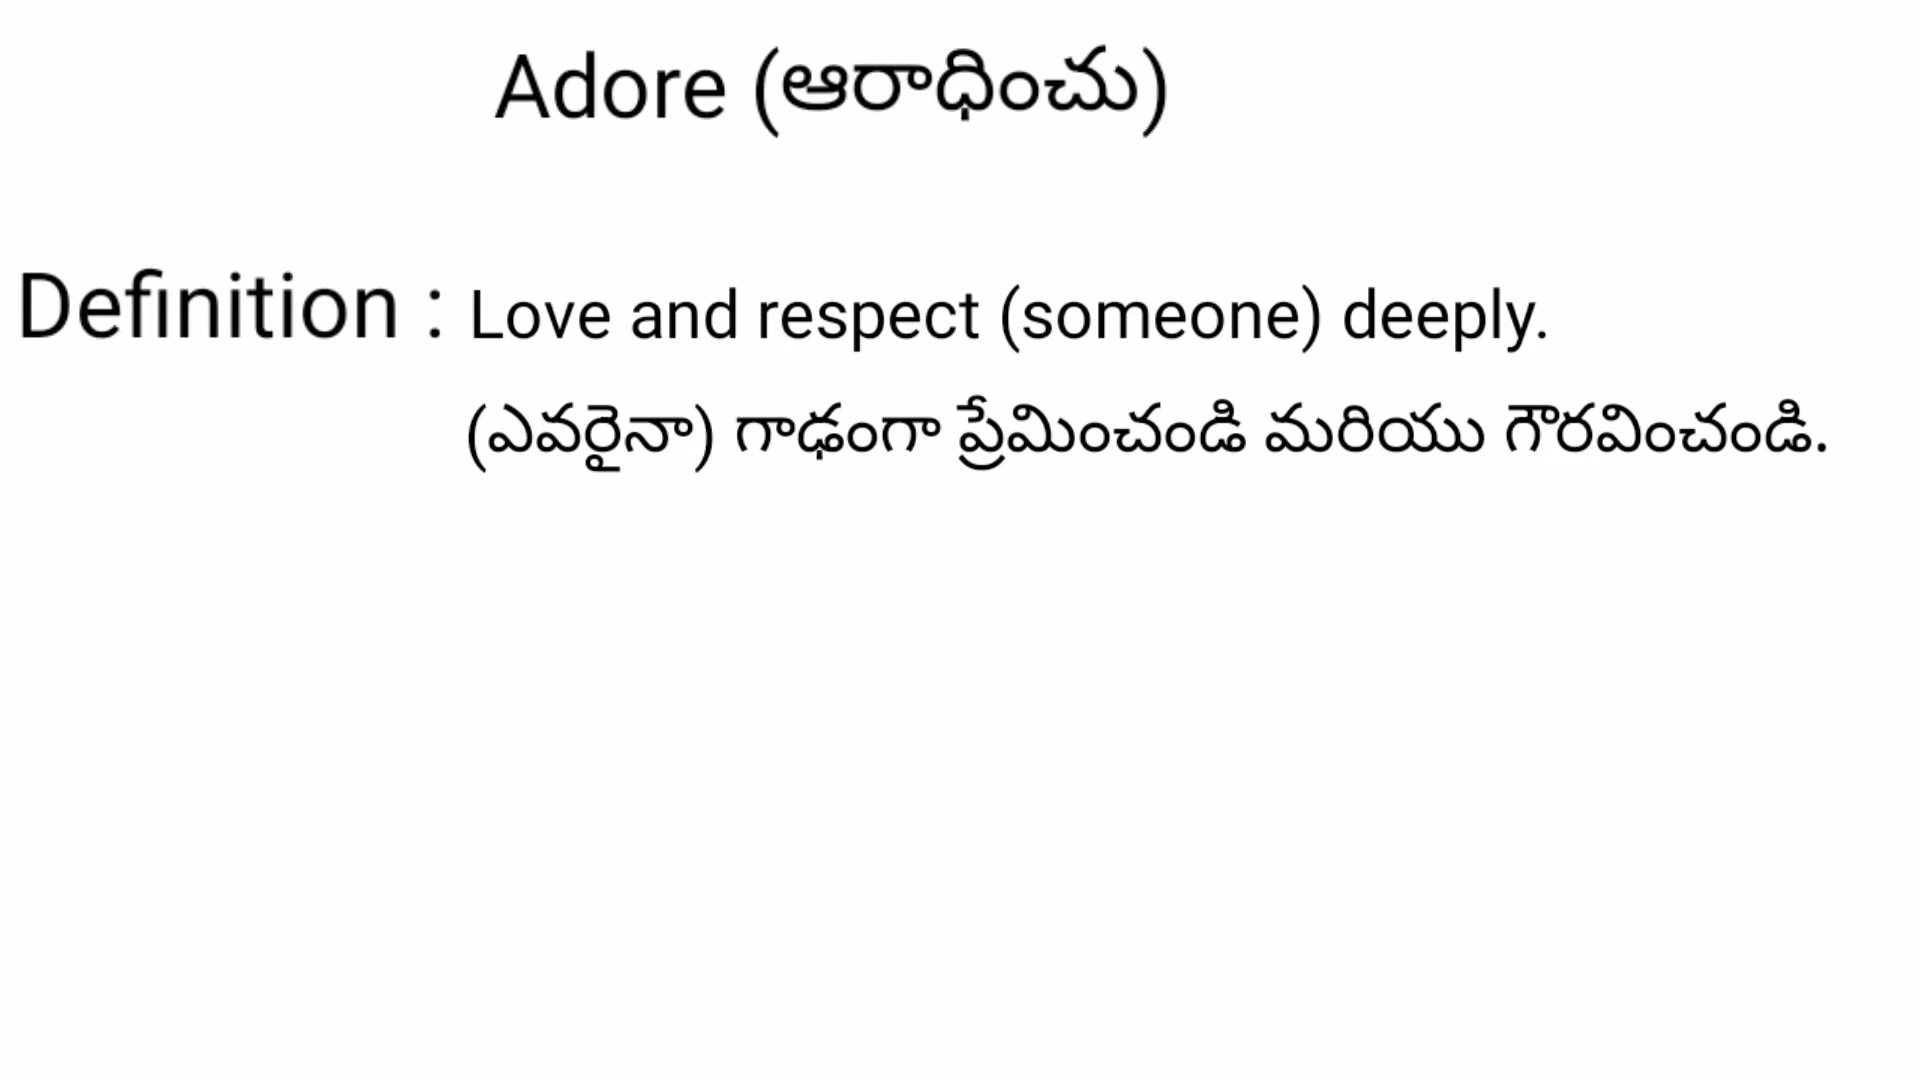 Adore (ఆరాధించు)
Definition : Love and respect (someone) deeply.
(ఎవరైనా) గాఢంగా ప్రేమించండి మరియు గౌరవించండి.